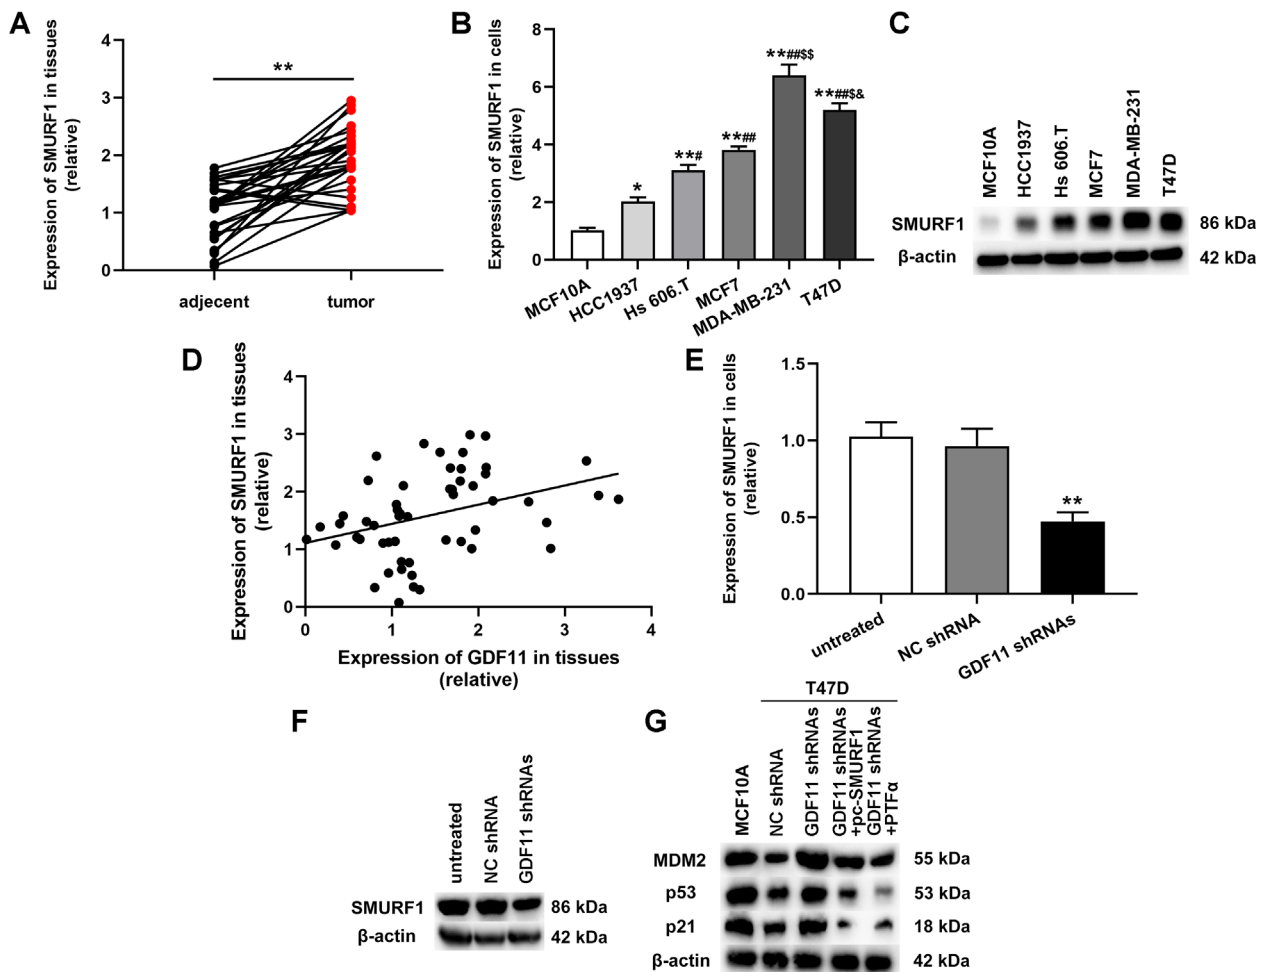 A
Expression of SMURF1 in tissues
(relative)
4
3
2
1
0
**
adjecent
tumor
B
Expression of SMURF1 in cells
(relative)
8
6
4
2
0
*
**#
**##
**##$$
**##$&
MCF10A
HCC1937
Hs 606.T
MCF7
MDA-MB-231
T47D
C
MCF10A
HCC1937
Hs 606.T
MCF7
MDA-MB-231
T47D
SMURF1
86 kDa
β-actin
42 kDa
D
Expression of SMURF1 in tissues
(relative)
4
3
2
1
0
0
1
2
3
4
Expression of GDF11 in tissues
(relative)
E
Expression of SMURF1 in cells
(relative)
1.5
1.0
0.5
0.0
**
untreated
NC shRNA
GDF11 shRNAs
F
untreated
NC shRNA
GDF11 shRNAs
SMURF1
86 kDa
β-actin
42 kDa
G
T47D
MCF10A
NC shRNA
GDF11 shRNAs
GDF11 shRNAs
+pc-SMURF1
GDF11 shRNAs
+PTFα
MDM2
55 kDa
p53
53 kDa
p21
18 kDa
β-actin
42 kDa